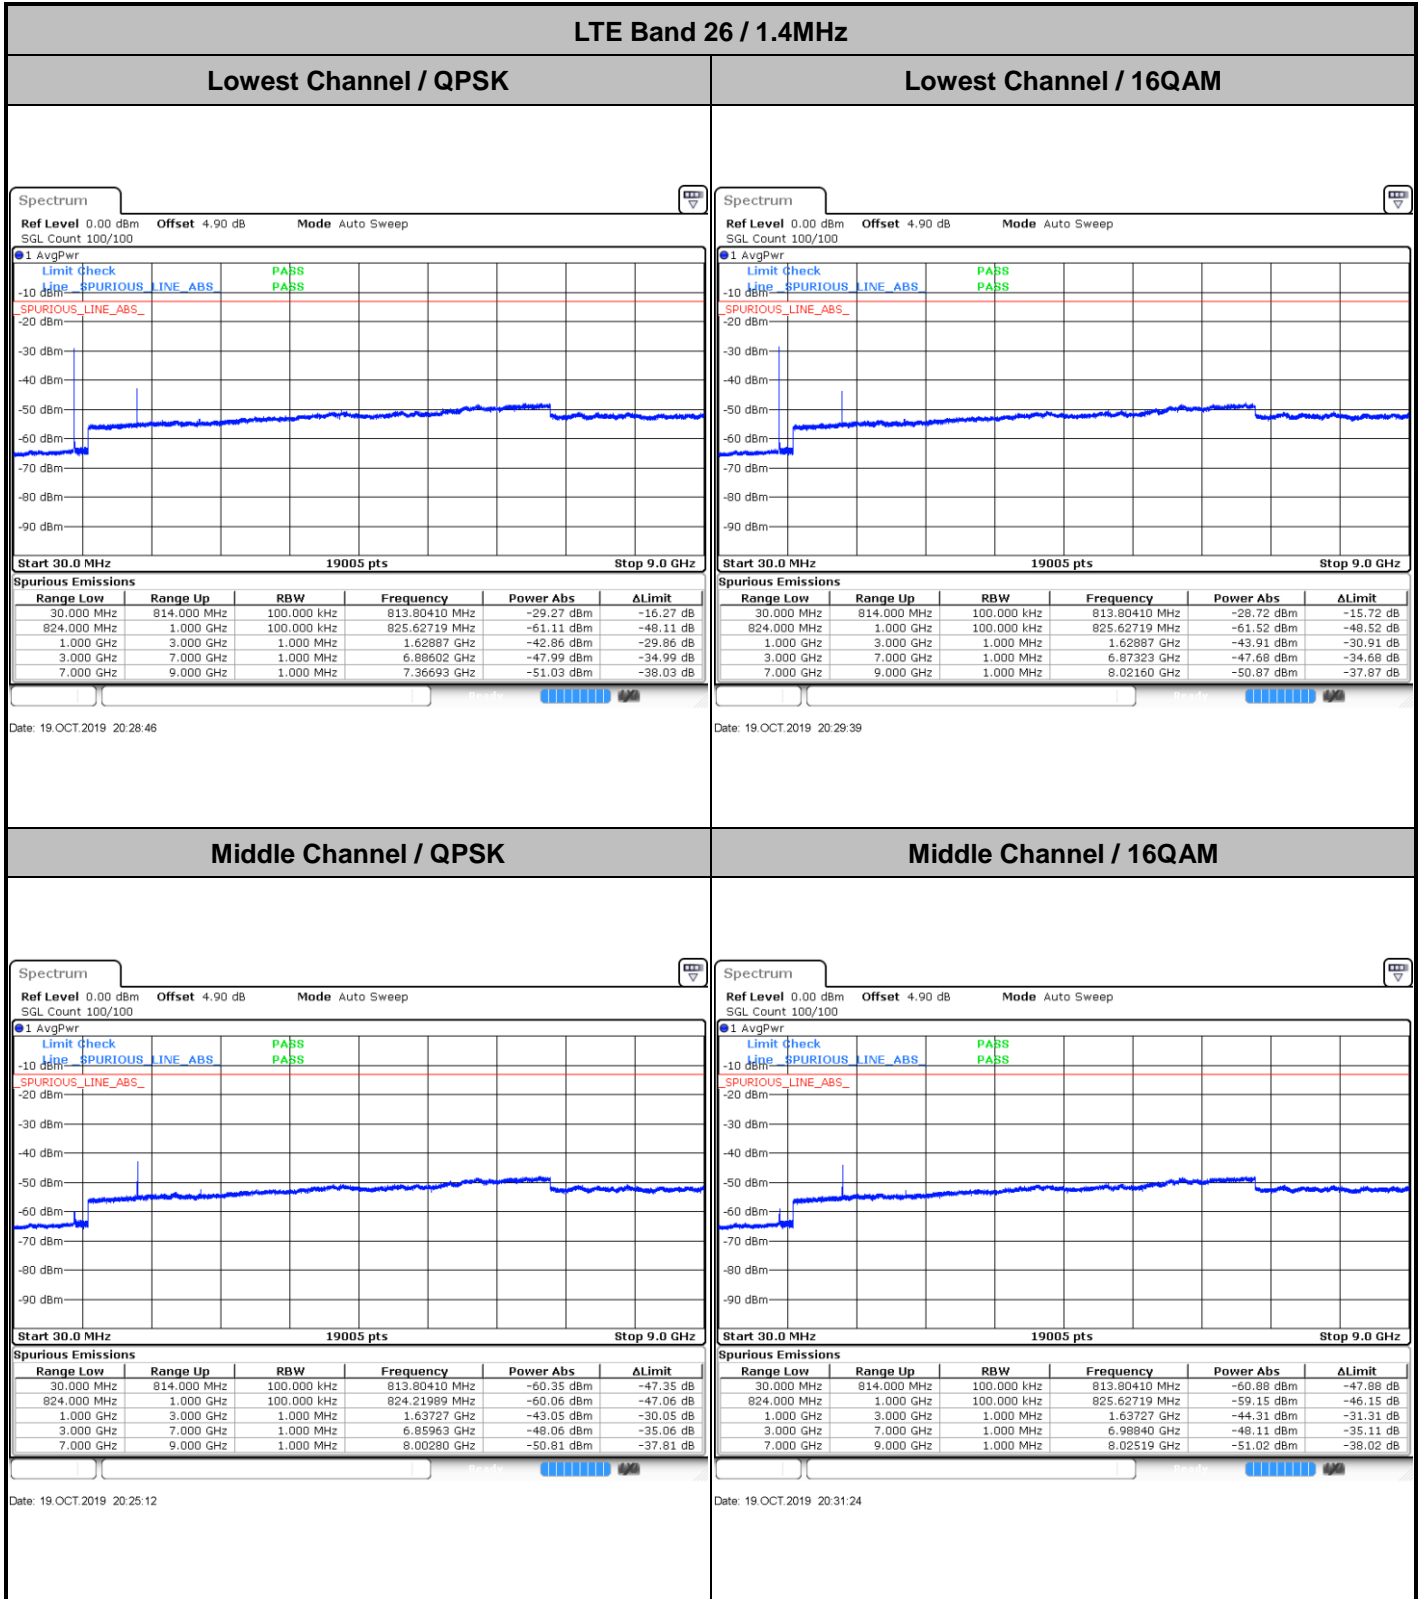 LTE Band 26 / 1.4MHz
Lowest Channel / QPSK
Lowest Channel / 16QAM
Spectrum
Ref Level 0.00 dBm Offset 4.90 dB Mode Auto Sweep
SGL Count 100/100
1 AvgPwr
Limit Check PASS
Line _SPURIOUS_LINE_ABS_ PASS
-10 dBm
_SPURIOUS_LINE_ABS_
-20 dBm
-30 dBm
-40 dBm
-50 dBm
-60 dBm
-70 dBm
-80 dBm
-90 dBm
Start 30.0 MHz 19005 pts Stop 9.0 GHz
Spurious Emissions
Range Low Range Up RBW Frequency Power Abs ΔLimit
30.000 MHz 814.000 MHz 100.000 kHz 813.80410 MHz -29.27 dBm -16.27 dB
824.000 MHz 1.000 GHz 100.000 kHz 825.62719 MHz -61.11 dBm -48.11 dB
1.000 GHz 3.000 GHz 1.000 MHz 1.62887 GHz -42.86 dBm -29.86 dB
3.000 GHz 7.000 GHz 1.000 MHz 6.88602 GHz -47.99 dBm -34.99 dB
7.000 GHz 9.000 GHz 1.000 MHz 7.36693 GHz -51.03 dBm -38.03 dB
Ready
Date: 19.OCT.2019 20:28:46
Spectrum
Ref Level 0.00 dBm Offset 4.90 dB Mode Auto Sweep
SGL Count 100/100
1 AvgPwr
Limit Check PASS
Line _SPURIOUS_LINE_ABS_ PASS
-10 dBm
_SPURIOUS_LINE_ABS_
-20 dBm
-30 dBm
-40 dBm
-50 dBm
-60 dBm
-70 dBm
-80 dBm
-90 dBm
Start 30.0 MHz 19005 pts Stop 9.0 GHz
Spurious Emissions
Range Low Range Up RBW Frequency Power Abs ΔLimit
30.000 MHz 814.000 MHz 100.000 kHz 813.80410 MHz -28.72 dBm -15.72 dB
824.000 MHz 1.000 GHz 100.000 kHz 825.62719 MHz -61.52 dBm -48.52 dB
1.000 GHz 3.000 GHz 1.000 MHz 1.62887 GHz -43.91 dBm -30.91 dB
3.000 GHz 7.000 GHz 1.000 MHz 6.87323 GHz -47.68 dBm -34.68 dB
7.000 GHz 9.000 GHz 1.000 MHz 8.02160 GHz -50.87 dBm -37.87 dB
Ready
Date: 19.OCT.2019 20:29:39
Middle Channel / QPSK
Middle Channel / 16QAM
Spectrum
Ref Level 0.00 dBm Offset 4.90 dB Mode Auto Sweep
SGL Count 100/100
1 AvgPwr
Limit Check PASS
Line _SPURIOUS_LINE_ABS_ PASS
-10 dBm
_SPURIOUS_LINE_ABS_
-20 dBm
-30 dBm
-40 dBm
-50 dBm
-60 dBm
-70 dBm
-80 dBm
-90 dBm
Start 30.0 MHz 19005 pts Stop 9.0 GHz
Spurious Emissions
Range Low Range Up RBW Frequency Power Abs ΔLimit
30.000 MHz 814.000 MHz 100.000 kHz 813.80410 MHz -60.35 dBm -47.35 dB
824.000 MHz 1.000 GHz 100.000 kHz 824.21989 MHz -60.06 dBm -47.06 dB
1.000 GHz 3.000 GHz 1.000 MHz 1.63727 GHz -43.05 dBm -30.05 dB
3.000 GHz 7.000 GHz 1.000 MHz 6.85963 GHz -48.06 dBm -35.06 dB
7.000 GHz 9.000 GHz 1.000 MHz 8.00280 GHz -50.81 dBm -37.81 dB
Ready
Date: 19.OCT.2019 20:25:12
Spectrum
Ref Level 0.00 dBm Offset 4.90 dB Mode Auto Sweep
SGL Count 100/100
1 AvgPwr
Limit Check PASS
Line _SPURIOUS_LINE_ABS_ PASS
-10 dBm
_SPURIOUS_LINE_ABS_
-20 dBm
-30 dBm
-40 dBm
-50 dBm
-60 dBm
-70 dBm
-80 dBm
-90 dBm
Start 30.0 MHz 19005 pts Stop 9.0 GHz
Spurious Emissions
Range Low Range Up RBW Frequency Power Abs ΔLimit
30.000 MHz 814.000 MHz 100.000 kHz 813.80410 MHz -60.88 dBm -47.88 dB
824.000 MHz 1.000 GHz 100.000 kHz 825.62719 MHz -59.15 dBm -46.15 dB
1.000 GHz 3.000 GHz 1.000 MHz 1.63727 GHz -44.31 dBm -31.31 dB
3.000 GHz 7.000 GHz 1.000 MHz 6.98840 GHz -48.11 dBm -35.11 dB
7.000 GHz 9.000 GHz 1.000 MHz 8.02519 GHz -51.02 dBm -38.02 dB
Ready
Date: 19.OCT.2019 20:31:24